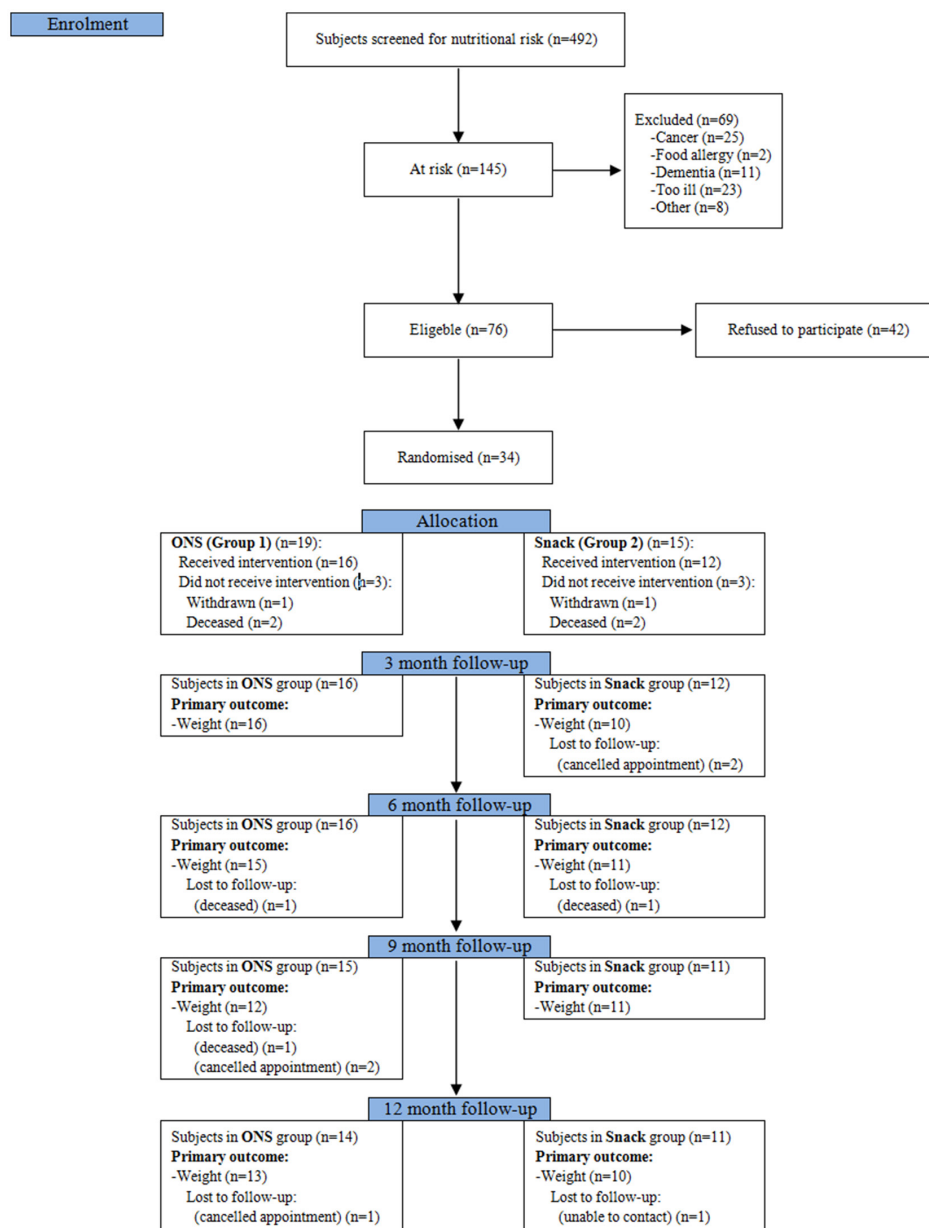 Enrolment
Subjects screened for nutritional risk (n=492)
Excluded (n=69)
-Cancer (n=25)
-Food allergy (n=2)
-Dementia (n=11)
-Too ill (n=23)
-Other (n=8)
At risk (n=145)
Eligeble (n=76)
Refused to participate (n=42)
Randomised (n=34)
Allocation
ONS (Group 1) (n=19):
Received intervention (n=16)
Did not receive intervention (n=3):
Withdrawn (n=1)
Deceased (n=2)
Snack (Group 2) (n=15):
Received intervention (n=12)
Did not receive intervention (n=3):
Withdrawn (n=1)
Deceased (n=2)
3 month follow-up
Subjects in ONS group (n=16)
Primary outcome:
-Weight (n=16)
Subjects in Snack group (n=12)
Primary outcome:
-Weight (n=10)
Lost to follow-up:
(cancelled appointment) (n=2)
6 month follow-up
Subjects in ONS group (n=16)
Primary outcome:
-Weight (n=15)
Lost to follow-up:
(deceased) (n=1)
Subjects in Snack group (n=12)
Primary outcome:
-Weight (n=11)
Lost to follow-up:
(deceased) (n=1)
9 month follow-up
Subjects in ONS group (n=15)
Primary outcome:
-Weight (n=12)
Lost to follow-up:
(deceased) (n=1)
(cancelled appointment) (n=2)
Subjects in Snack group (n=11)
Primary outcome:
-Weight (n=11)
12 month follow-up
Subjects in ONS group (n=14)
Primary outcome:
-Weight (n=13)
Lost to follow-up:
(cancelled appointment) (n=1)
Subjects in Snack group (n=11)
Primary outcome:
-Weight (n=10)
Lost to follow-up:
(unable to contact) (n=1)